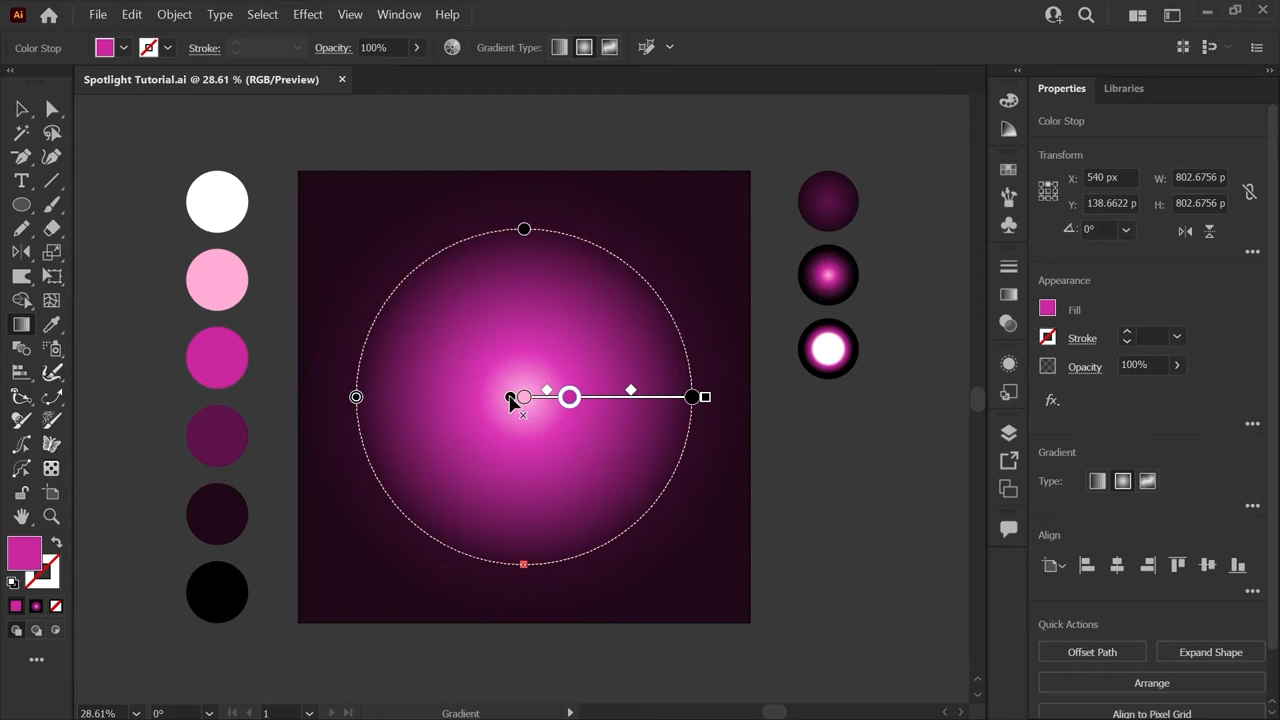 Ai File Edit Object Type Select Effect View Window Help
Color Stop Stroke: Opacity: 100% Gradient Type:
Spotlight Tutorial.ai @ 28.61 % (RGB/Preview)
Properties Libraries
Color Stop
Transform
X: 540 px W: 802.6756 p
Y: 138.6622 p H: 802.6756 p
0°
Appearance
Fill
Stroke
Opacity 100%
fx.
Gradient
Type:
Align
Quick Actions
Offset Path Expand Shape
Arrange
Align to Pixel Grid
28.61% 0° 1 Gradient